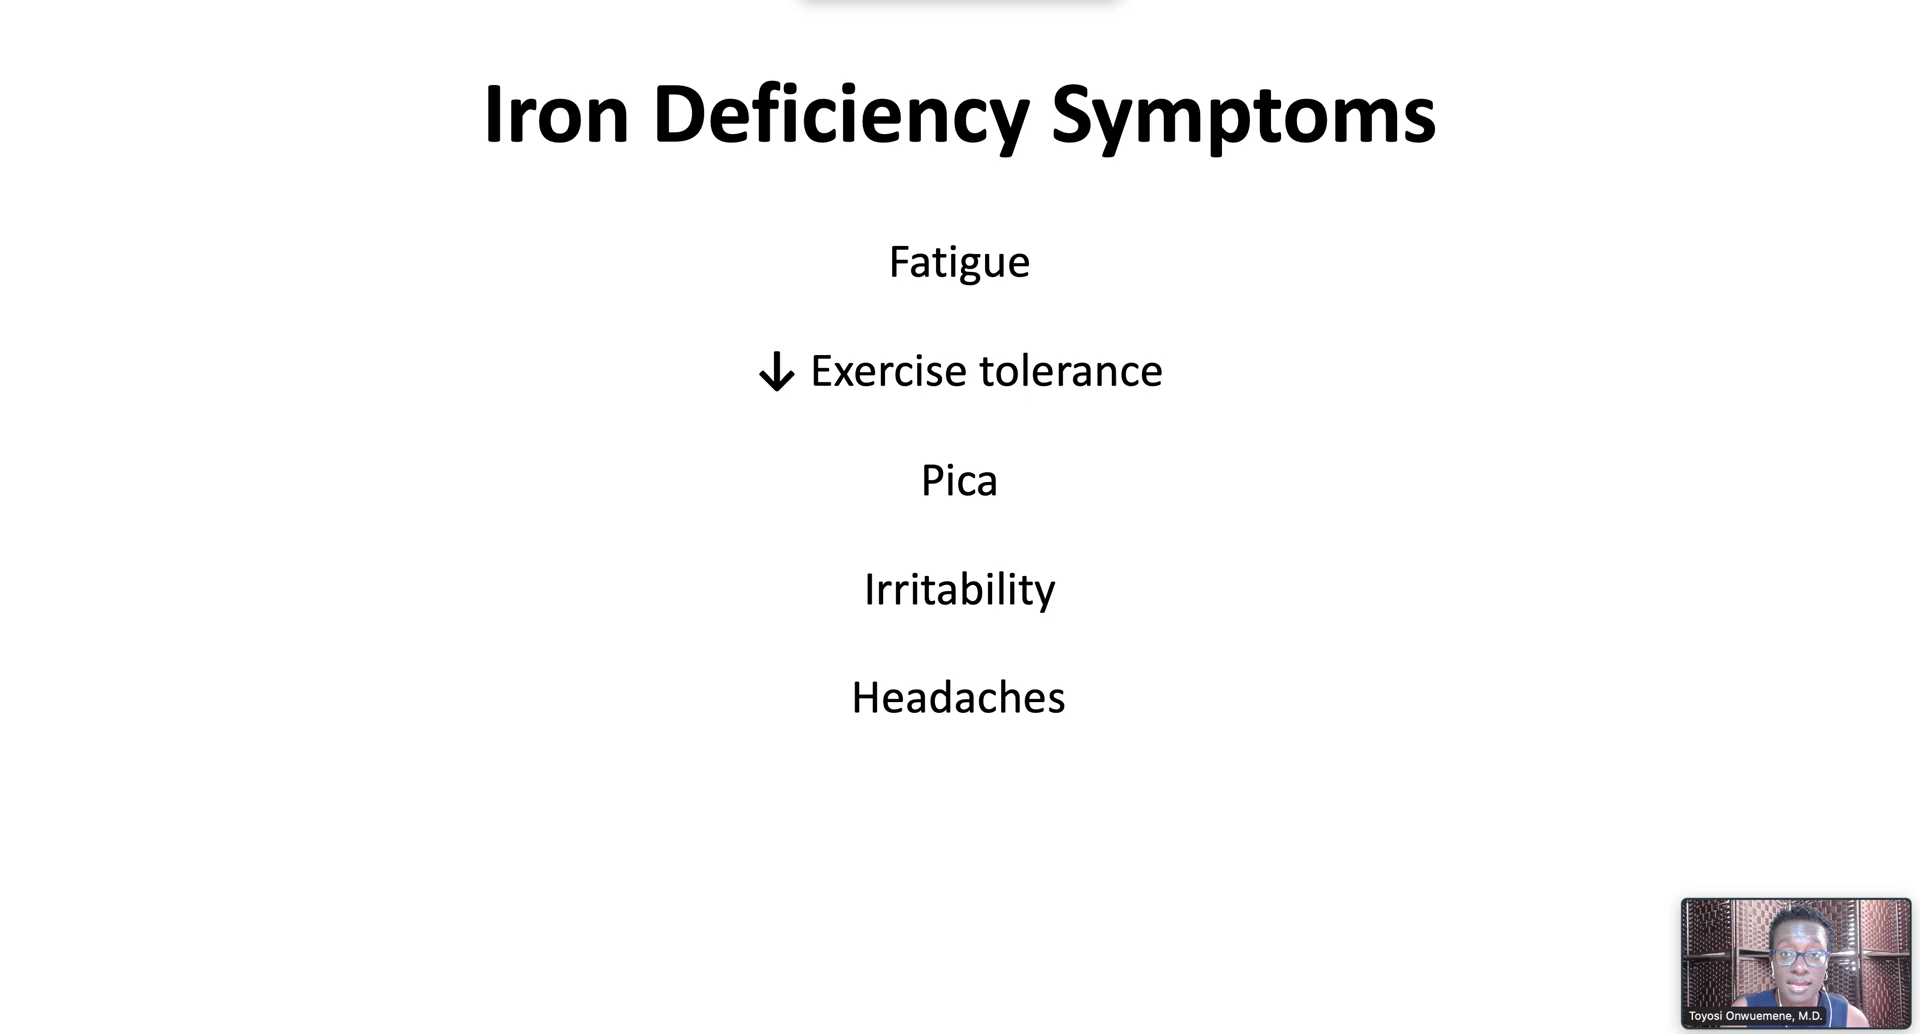 Iron Deficiency Symptoms
Fatigue
↓ Exercise tolerance
Pica
Irritability
Headaches
Toyosi Onwuemene, M.D.